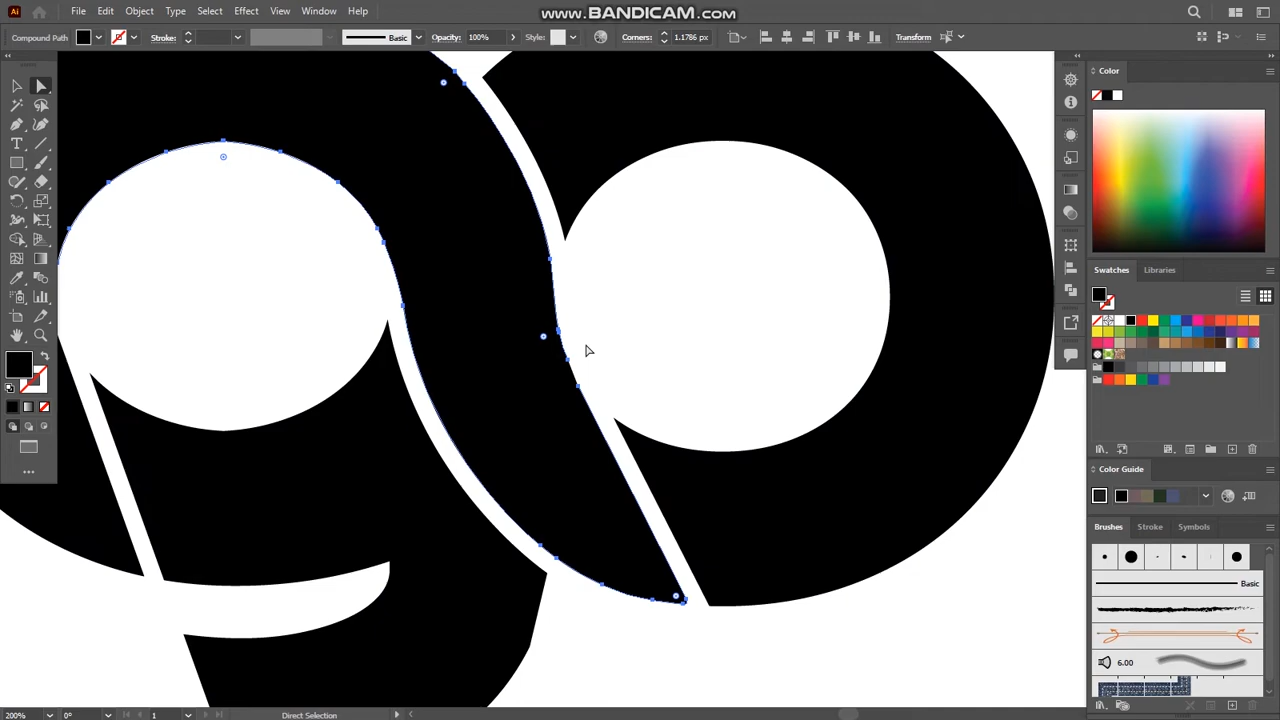 www.BANDICAM.com
Ai File Edit Object Type Select Effect View Window Help
Compound Path Stroke: Basic Opacity: 100% Style: Corners: 1.1786 px Transform
Color
Swatches Libraries
Color Guide
Brushes Stroke Symbols
Basic
6.00
200% 0° 1 Direct Selection